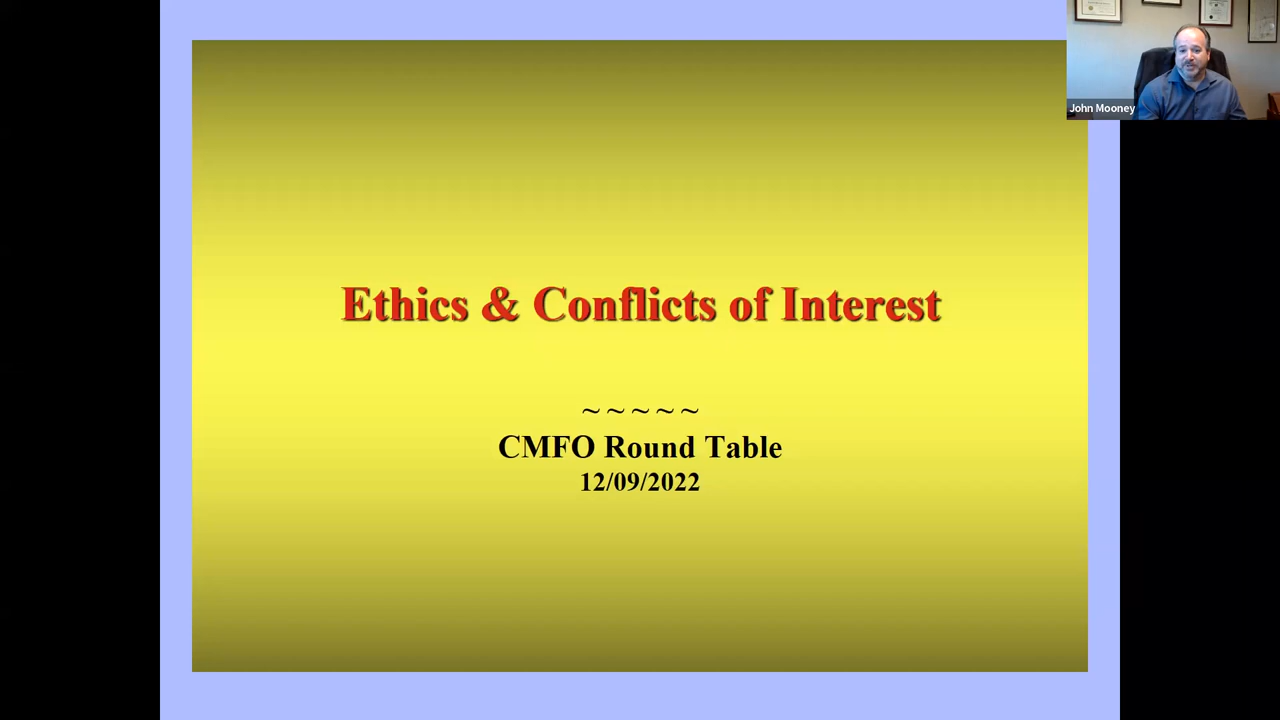 John Mooney
Ethics & Conflicts of Interest
~ ~ ~ ~ ~
CMFO Round Table
12/09/2022